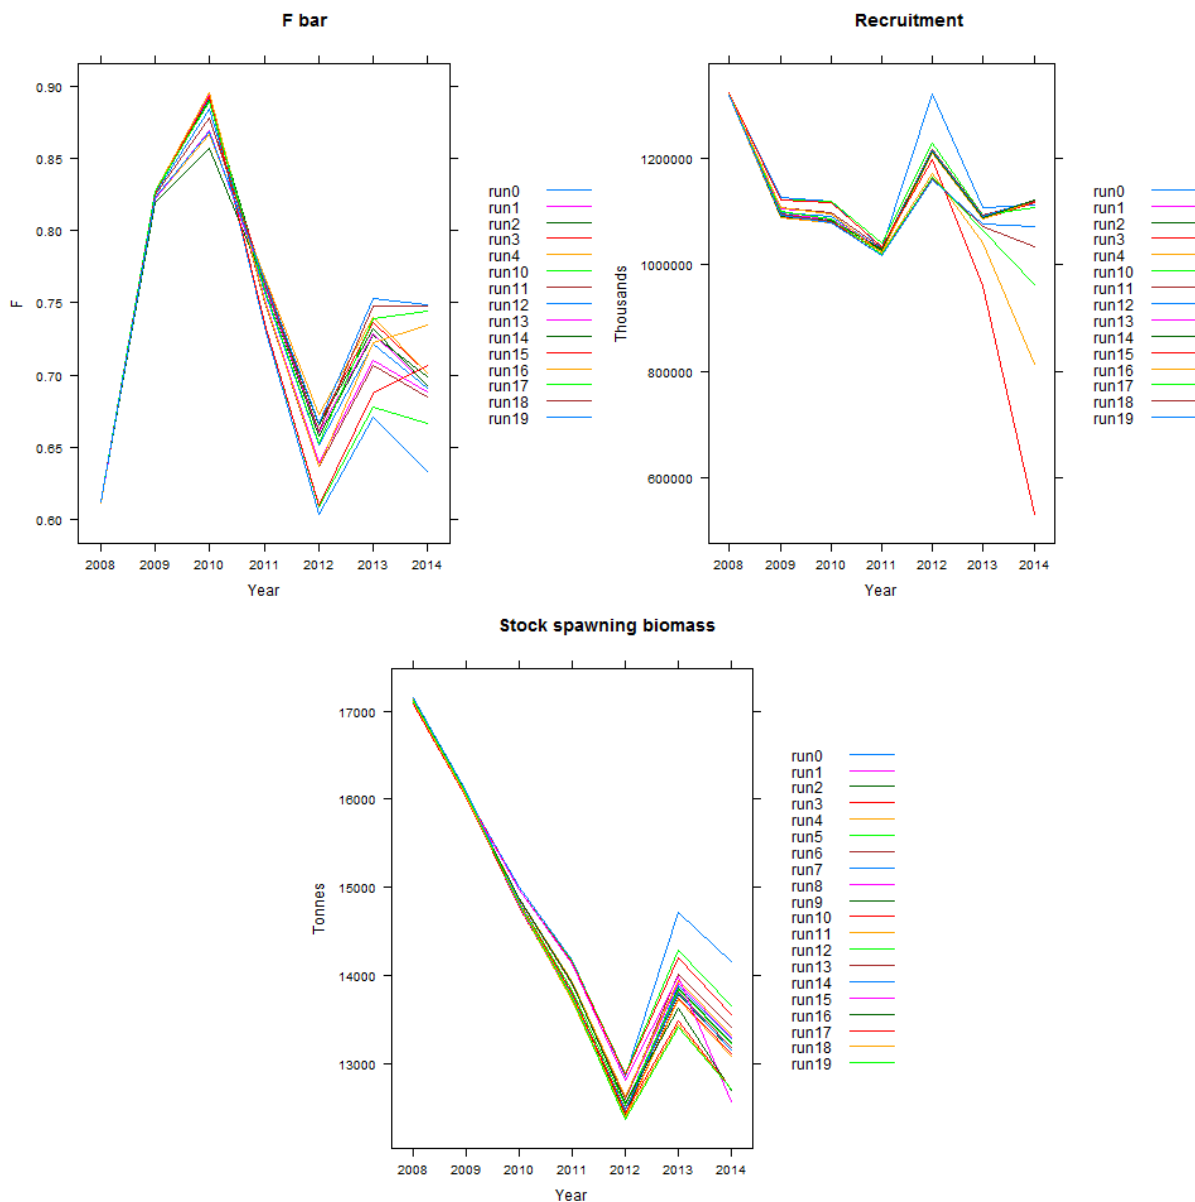 F bar
0.90
0.85
0.80
0.75
0.70
0.65
0.60
F
2008 2009 2010 2011 2012 2013 2014
Year
run0
run1
run2
run3
run4
run10
run11
run12
run13
run14
run15
run16
run17
run18
run19
Recruitment
1200000
1000000
800000
600000
Thousands
2008 2009 2010 2011 2012 2013 2014
Year
run0
run1
run2
run3
run4
run10
run11
run12
run13
run14
run15
run16
run17
run18
run19
Stock spawning biomass
17000
16000
15000
14000
13000
Tonnes
2008 2009 2010 2011 2012 2013 2014
Year
run0
run1
run2
run3
run4
run5
run6
run7
run8
run9
run10
run11
run12
run13
run14
run15
run16
run17
run18
run19